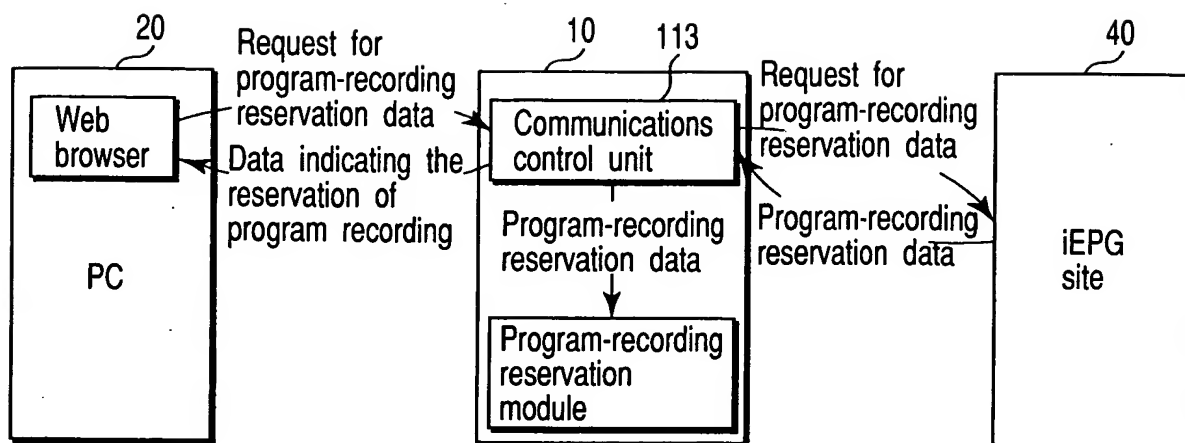 20
Web
browser
PC
Request for
program-recording
reservation data
Data indicating the
reservation of
program recording
10
113
Communications
control unit
Program-recording
reservation data
Program-recording
reservation
module
Request for
program-recording
reservation data
Program-recording
reservation data
40
iEPG
site